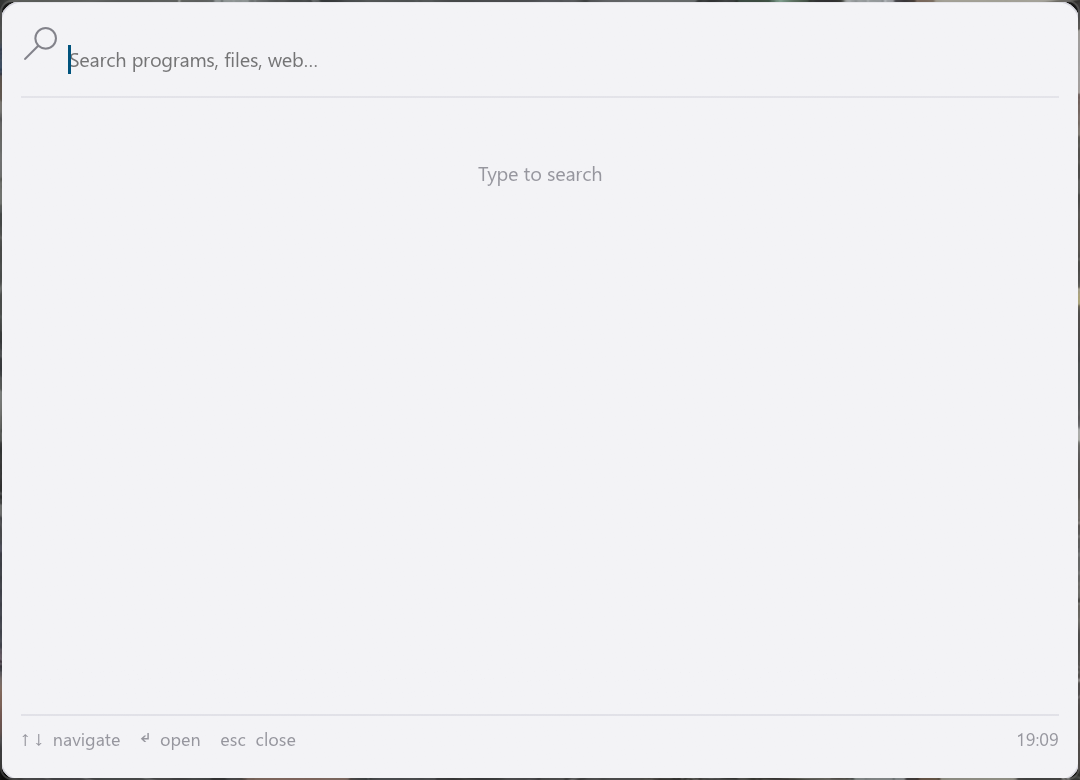 Search programs, files, web...
Type to search
↑ ↓ navigate ↵ open esc close 19:09